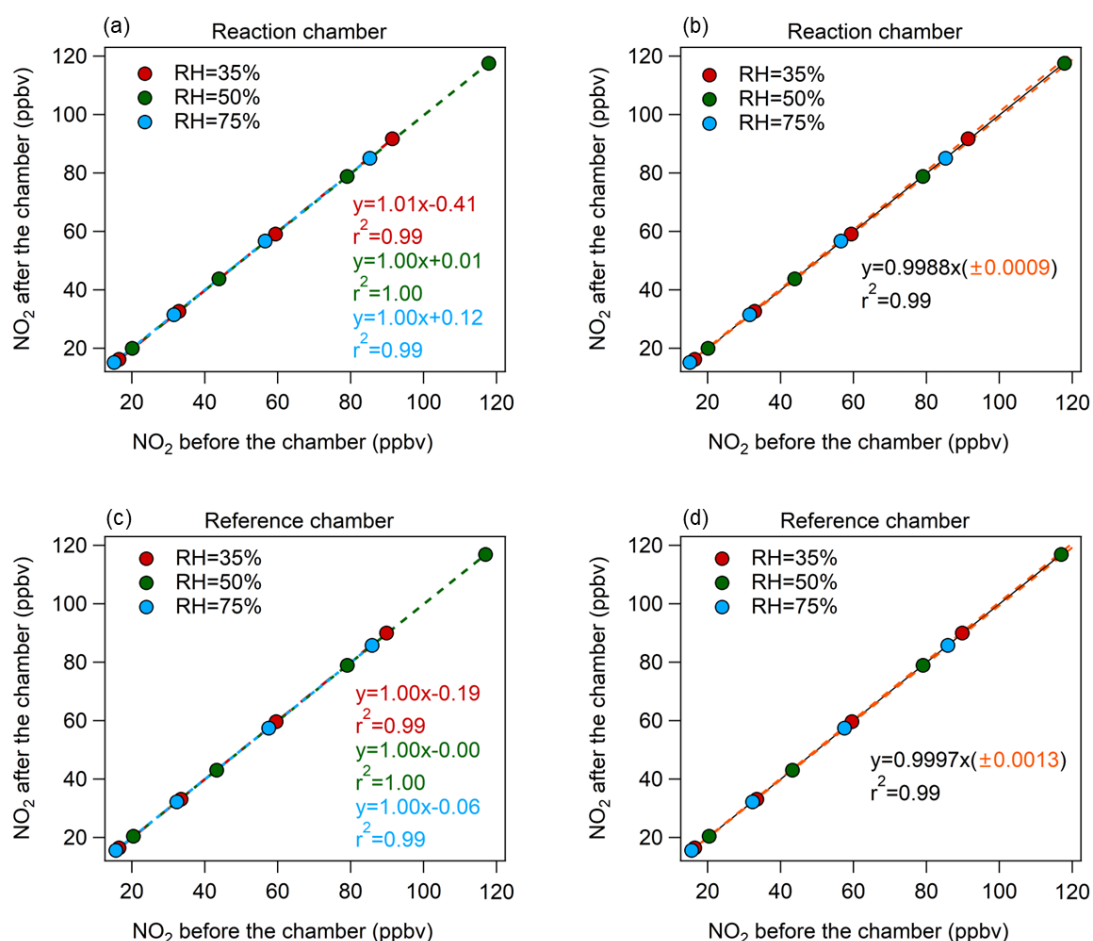 (a)
Reaction chamber
NO2 after the chamber (ppbv)
120
100
80
60
40
20
RH=35%
RH=50%
RH=75%
y=1.01x-0.41
r2=0.99
y=1.00x+0.01
r2=1.00
y=1.00x+0.12
r2=0.99
20 40 60 80 100 120
NO2 before the chamber (ppbv)
(b)
Reaction chamber
NO2 after the chamber (ppbv)
120
100
80
60
40
20
RH=35%
RH=50%
RH=75%
y=0.9988x(±0.0009)
r2=0.99
20 40 60 80 100 120
NO2 before the chamber (ppbv)
(c)
Reference chamber
NO2 after the chamber (ppbv)
120
100
80
60
40
20
RH=35%
RH=50%
RH=75%
y=1.00x-0.19
r2=0.99
y=1.00x-0.00
r2=1.00
y=1.00x-0.06
r2=0.99
20 40 60 80 100 120
NO2 before the chamber (ppbv)
(d)
Reference chamber
NO2 after the chamber (ppbv)
120
100
80
60
40
20
RH=35%
RH=50%
RH=75%
y=0.9997x(±0.0013)
r2=0.99
20 40 60 80 100 120
NO2 before the chamber (ppbv)